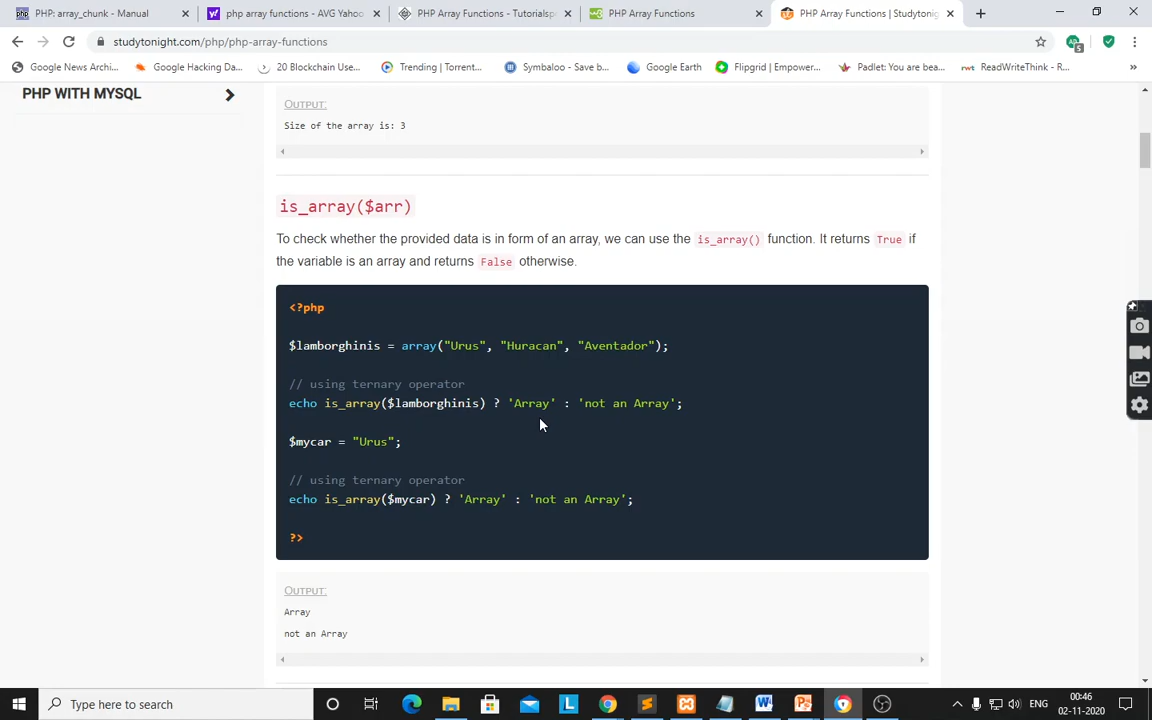 PHP: array_chunk - Manual
php array functions - AVG Yahoo
PHP Array Functions - Tutorialspo
PHP Array Functions
PHP Array Functions | Studytonig
studytonight.com/php/php-array-functions
Google News Archi...
Google Hacking Da...
20 Blockchain Use...
Trending | Torrent...
Symbaloo - Save b...
Google Earth
Flipgrid | Empower...
Padlet: You are bea...
ReadWriteThink - R...
PHP WITH MYSQL
OUTPUT:
Size of the array is: 3
is_array($arr)
To check whether the provided data is in form of an array, we can use the is_array() function. It returns True if
the variable is an array and returns False otherwise.
<?php
$lamborghinis = array("Urus", "Huracan", "Aventador");
// using ternary operator
echo is_array($lamborghinis) ? 'Array' : 'not an Array';
$mycar = "Urus";
// using ternary operator
echo is_array($mycar) ? 'Array' : 'not an Array';
?>
OUTPUT:
Array
not an Array
Type here to search
ENG
00:46
02-11-2020